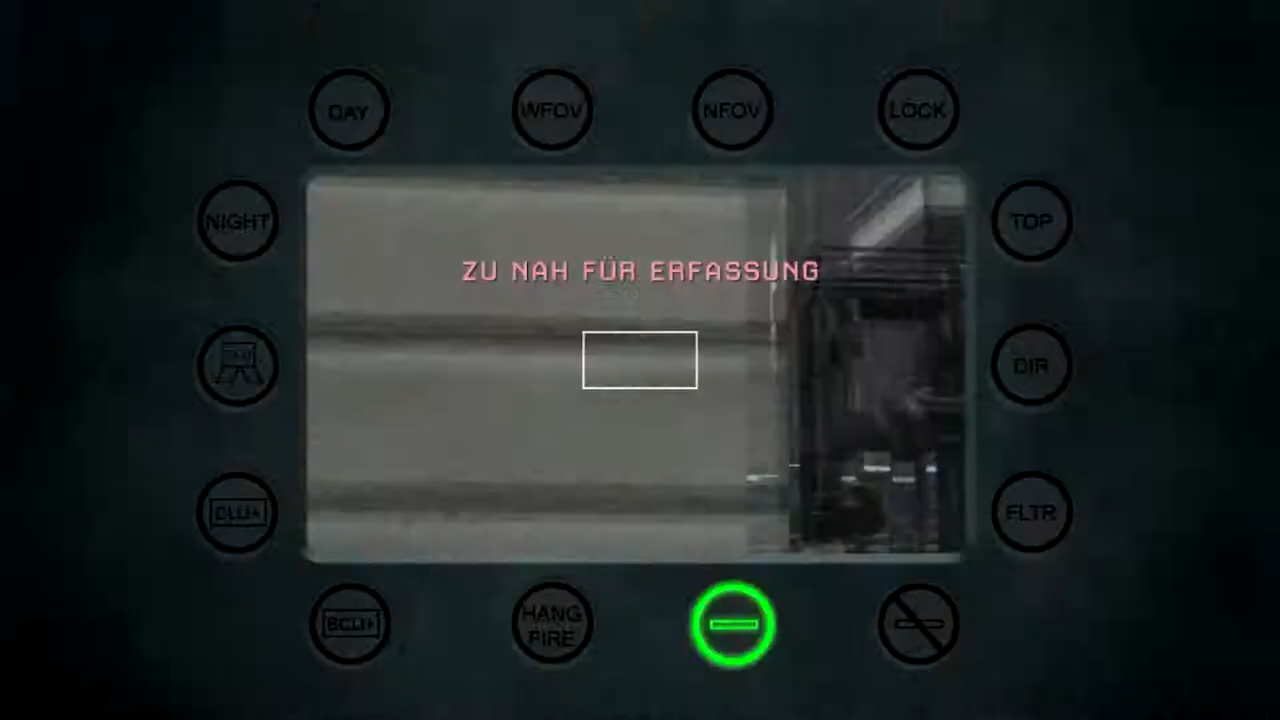 DAY WFOV NFOV LOCK
NIGHT TOP
ZU NAH FÜR ERFASSUNG
DIR
FLTR
HANG
FIRE